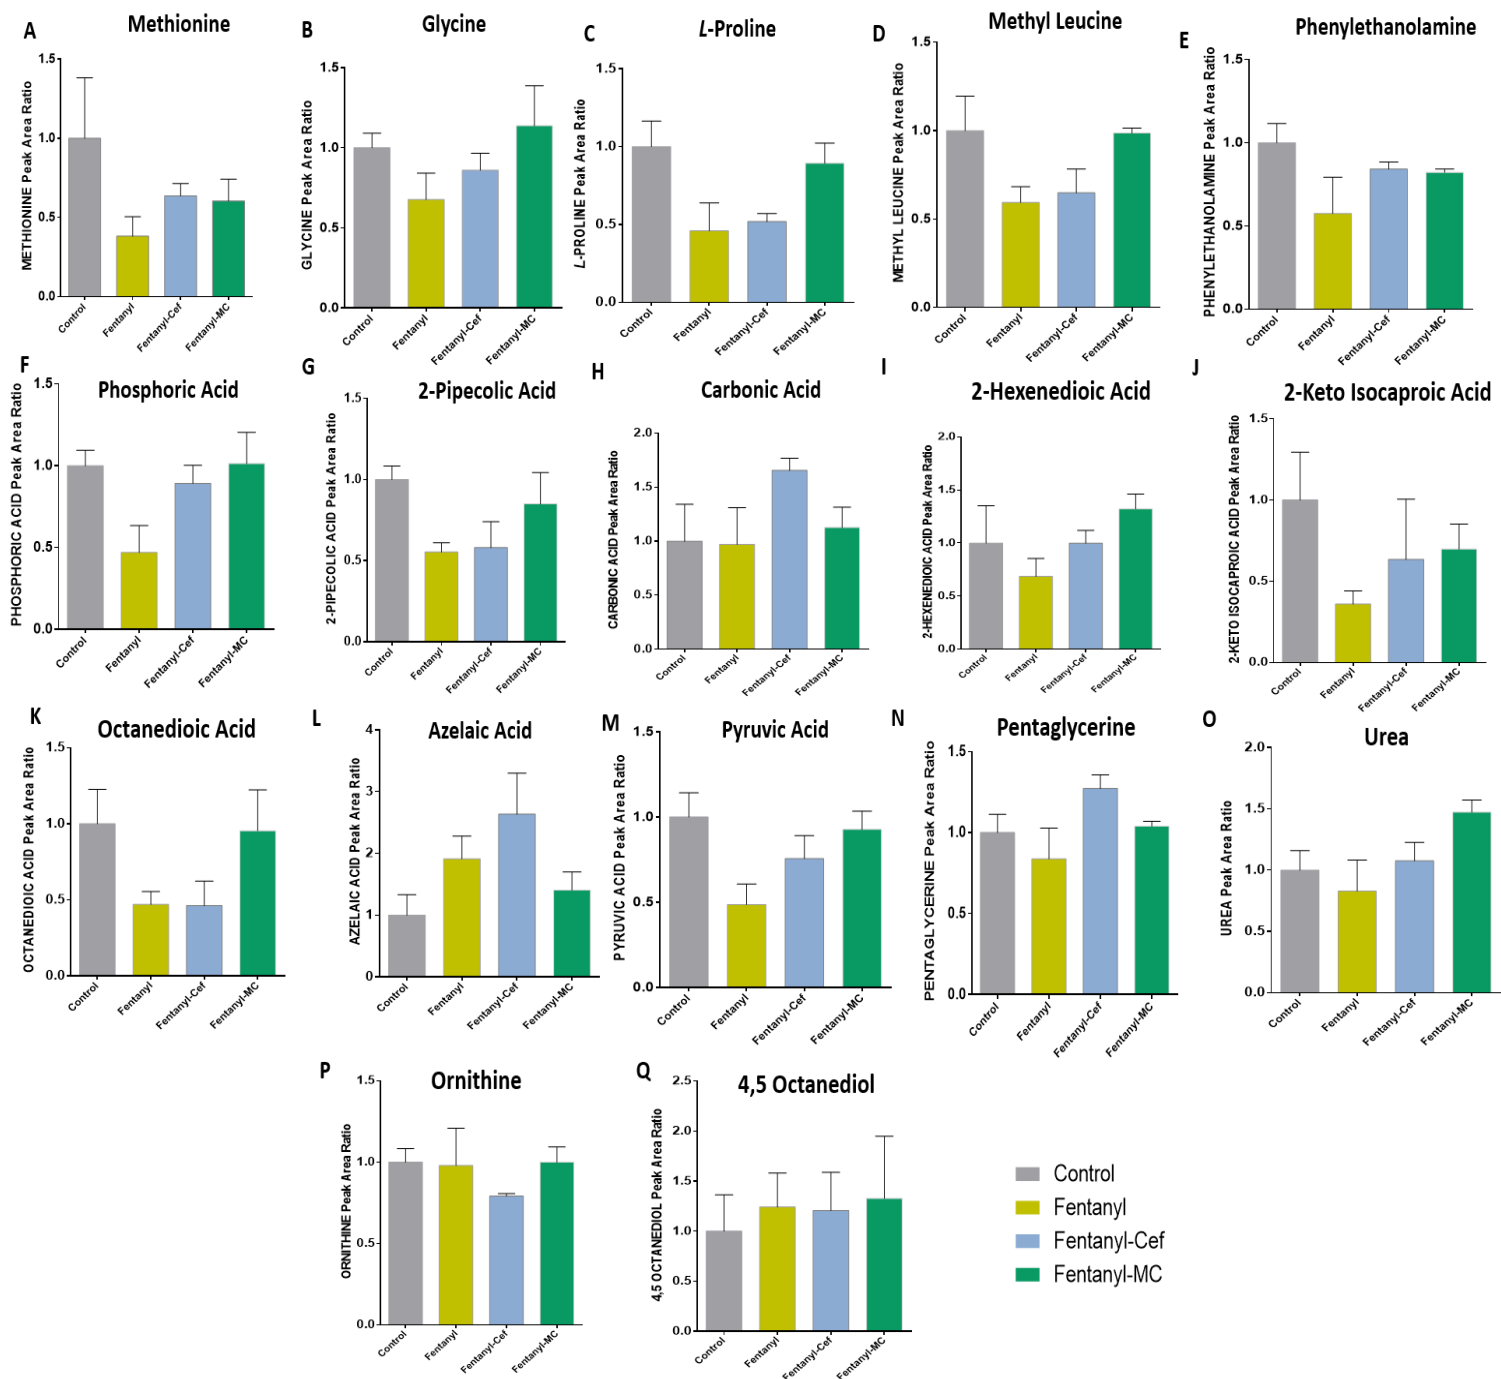 A
Methionine
METHIONINE Peak Area Ratio
1.5
1.0
0.5
0.0
Control
Fentanyl
Fentanyl-Cef
Fentanyl-MC
B
Glycine
GLYCINE Peak Area Ratio
1.5
1.0
0.5
0.0
Control
Fentanyl
Fentanyl-Cef
Fentanyl-MC
C
L-Proline
L-PROLINE Peak Area Ratio
1.5
1.0
0.5
0.0
Control
Fentanyl
Fentanyl-Cef
Fentanyl-MC
D
Methyl Leucine
METHYL LEUCINE Peak Area Ratio
1.5
1.0
0.5
0.0
Control
Fentanyl
Fentanyl-Cef
Fentanyl-MC
E
Phenylethanolamine
PHENYLETHANOLAMINE Peak Area Ratio
1.5
1.0
0.5
0.0
Control
Fentanyl
Fentanyl-Cef
Fentanyl-MC
F
Phosphoric Acid
PHOSPHORIC ACID Peak Area Ratio
1.5
1.0
0.5
0.0
Control
Fentanyl
Fentanyl-Cef
Fentanyl-MC
G
2-Pipecolic Acid
2-PIPECOLIC ACID Peak Area Ratio
1.5
1.0
0.5
0.0
Control
Fentanyl
Fentanyl-Cef
Fentanyl-MC
H
Carbonic Acid
CARBONIC ACID Peak Area Ratio
2.0
1.5
1.0
0.5
0.0
Control
Fentanyl
Fentanyl-Cef
Fentanyl-MC
I
2-Hexenedioic Acid
2-HEXENEDIOIC ACID Peak Area Ratio
2.0
1.5
1.0
0.5
0.0
Control
Fentanyl
Fentanyl-Cef
Fentanyl-MC
J
2-Keto Isocaproic Acid
2-KETO ISOCAPROIC ACID Peak Area Ratio
1.5
1.0
0.5
0.0
Control
Fentanyl
Fentanyl-Cef
Fentanyl-MC
K
Octanedioic Acid
OCTANEDIOIC ACID Peak Area Ratio
1.5
1.0
0.5
0.0
Control
Fentanyl
Fentanyl-Cef
Fentanyl-MC
L
Azelaic Acid
AZELAIC ACID Peak Area Ratio
4
3
2
1
0
Control
Fentanyl
Fentanyl-Cef
Fentanyl-MC
M
Pyruvic Acid
PYRUVIC ACID Peak Area Ratio
1.5
1.0
0.5
0.0
Control
Fentanyl
Fentanyl-Cef
Fentanyl-MC
N
Pentaglycerine
PENTAGLYCERINE Peak Area Ratio
1.5
1.0
0.5
0.0
Control
Fentanyl
Fentanyl-Cef
Fentanyl-MC
O
Urea
UREA Peak Area Ratio
2.0
1.5
1.0
0.5
0.0
Control
Fentanyl
Fentanyl-Cef
Fentanyl-MC
P
Ornithine
ORNITHINE Peak Area Ratio
1.5
1.0
0.5
0.0
Control
Fentanyl
Fentanyl-Cef
Fentanyl-MC
Q
4,5 Octanediol
4,5 OCTANEDIOL Peak Area Ratio
2.5
2.0
1.5
1.0
0.5
0.0
Control
Fentanyl
Fentanyl-Cef
Fentanyl-MC
Control
Fentanyl
Fentanyl-Cef
Fentanyl-MC